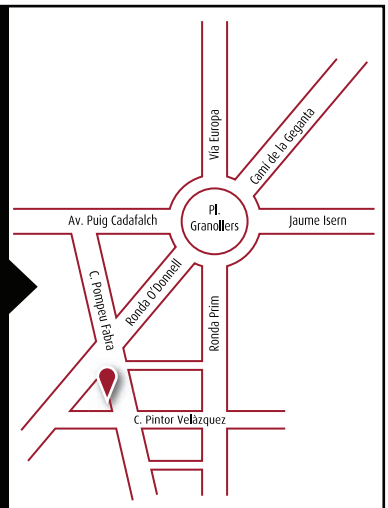 Via Europa
Camí de la Geganta
Pl.
Granollers
Av. Puig Cadafalch
Jaume Isern
C. Pompeu Fabra
Ronda O'Donnell
Ronda Prim
C. Pintor Velàzquez